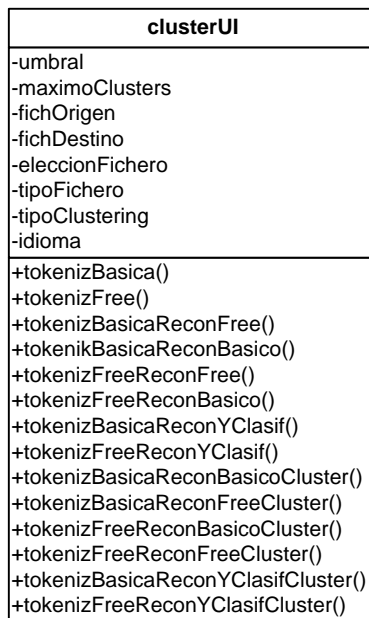 clusterUI
-umbral
-maximoClusters
-fichOrigen
-fichDestino
-eleccionFichero
-tipoFichero
-tipoClustering
-idioma
+tokenizBasica()
+tokenizFree()
+tokenizBasicaReconFree()
+tokenikBasicaReconBasico()
+tokenizFreeReconFree()
+tokenizFreeReconBasico()
+tokenizBasicaReconYClasif()
+tokenizFreeReconYClasif()
+tokenizBasicaReconBasicoCluster()
+tokenizBasicaReconFreeCluster()
+tokenizFreeReconBasicoCluster()
+tokenizFreeReconFreeCluster()
+tokenizBasicaReconYClasifCluster()
+tokenizFreeReconYClasifCluster()